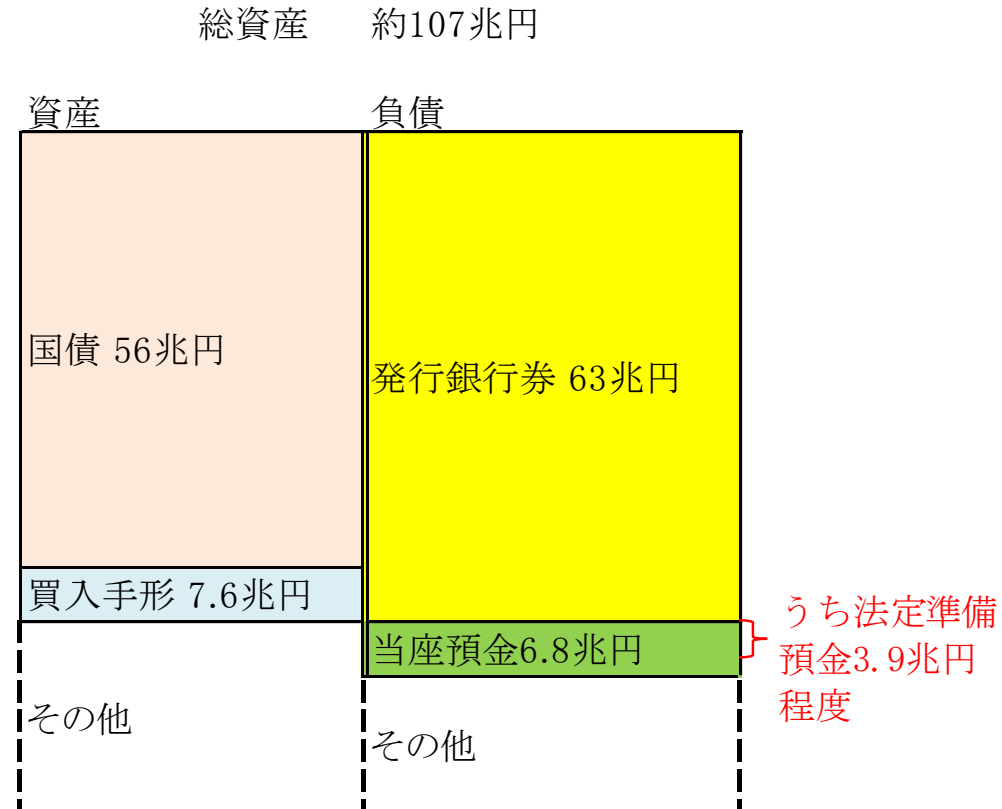 総資産 約107兆円
資産 負債
国債 56兆円
発行銀行券 63兆円
買入手形 7.6兆円
当座預金6.8兆円
うち法定準備
預金3.9兆円
程度
その他
その他